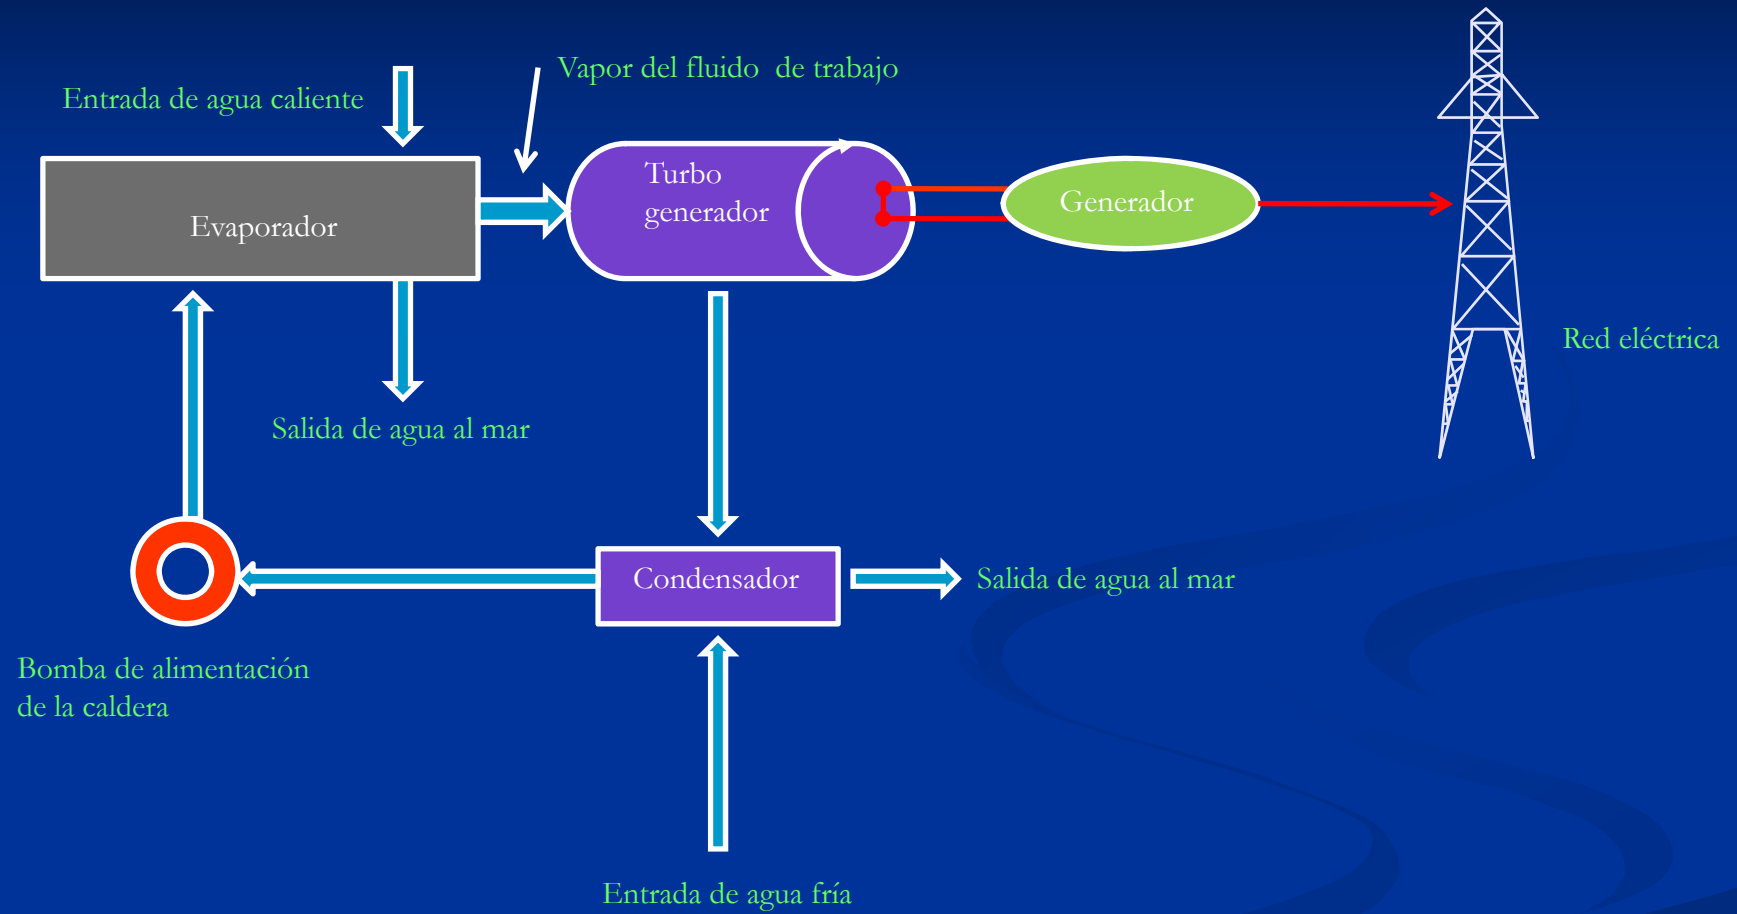 Vapor del fluido de trabajo
Entrada de agua caliente
Turbo
generador
Generador
Evaporador
Red eléctrica
Salida de agua al mar
Condensador
Salida de agua al mar
Bomba de alimentación
de la caldera
Entrada de agua fría